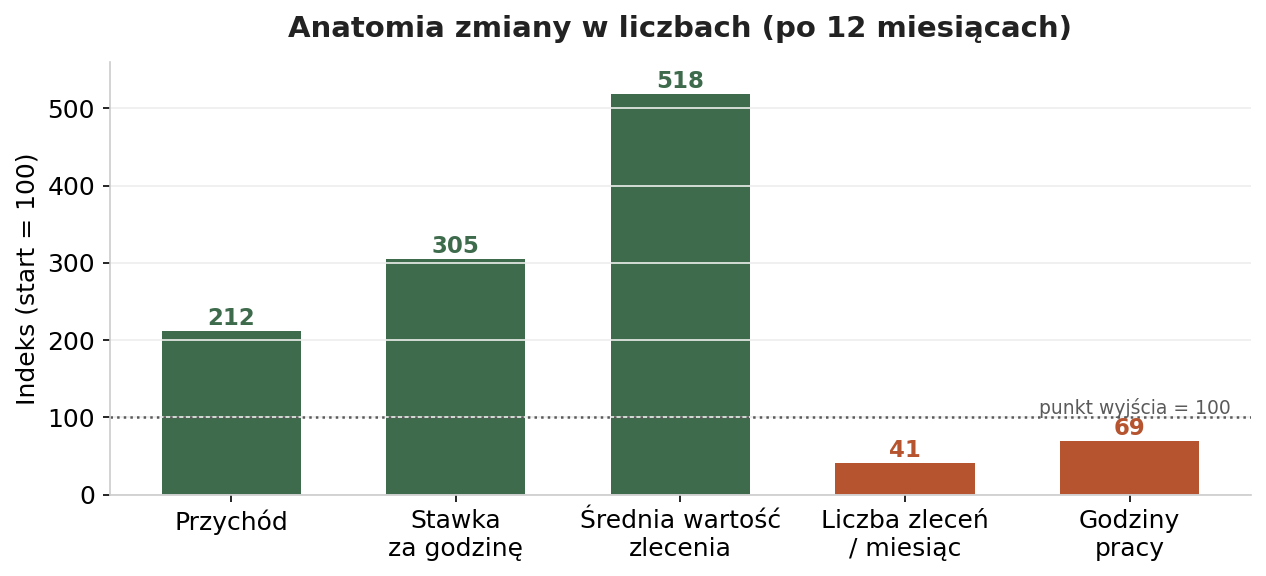 Anatomia zmiany w liczbach (po 12 miesiącach)
Indeks (start = 100)
500
400
300
200
100
0
212
305
518
41
69
punkt wyjścia = 100
Przychód
Stawka
za godzinę
Średnia wartość
zlecenia
Liczba zleceń
/ miesiąc
Godziny
pracy